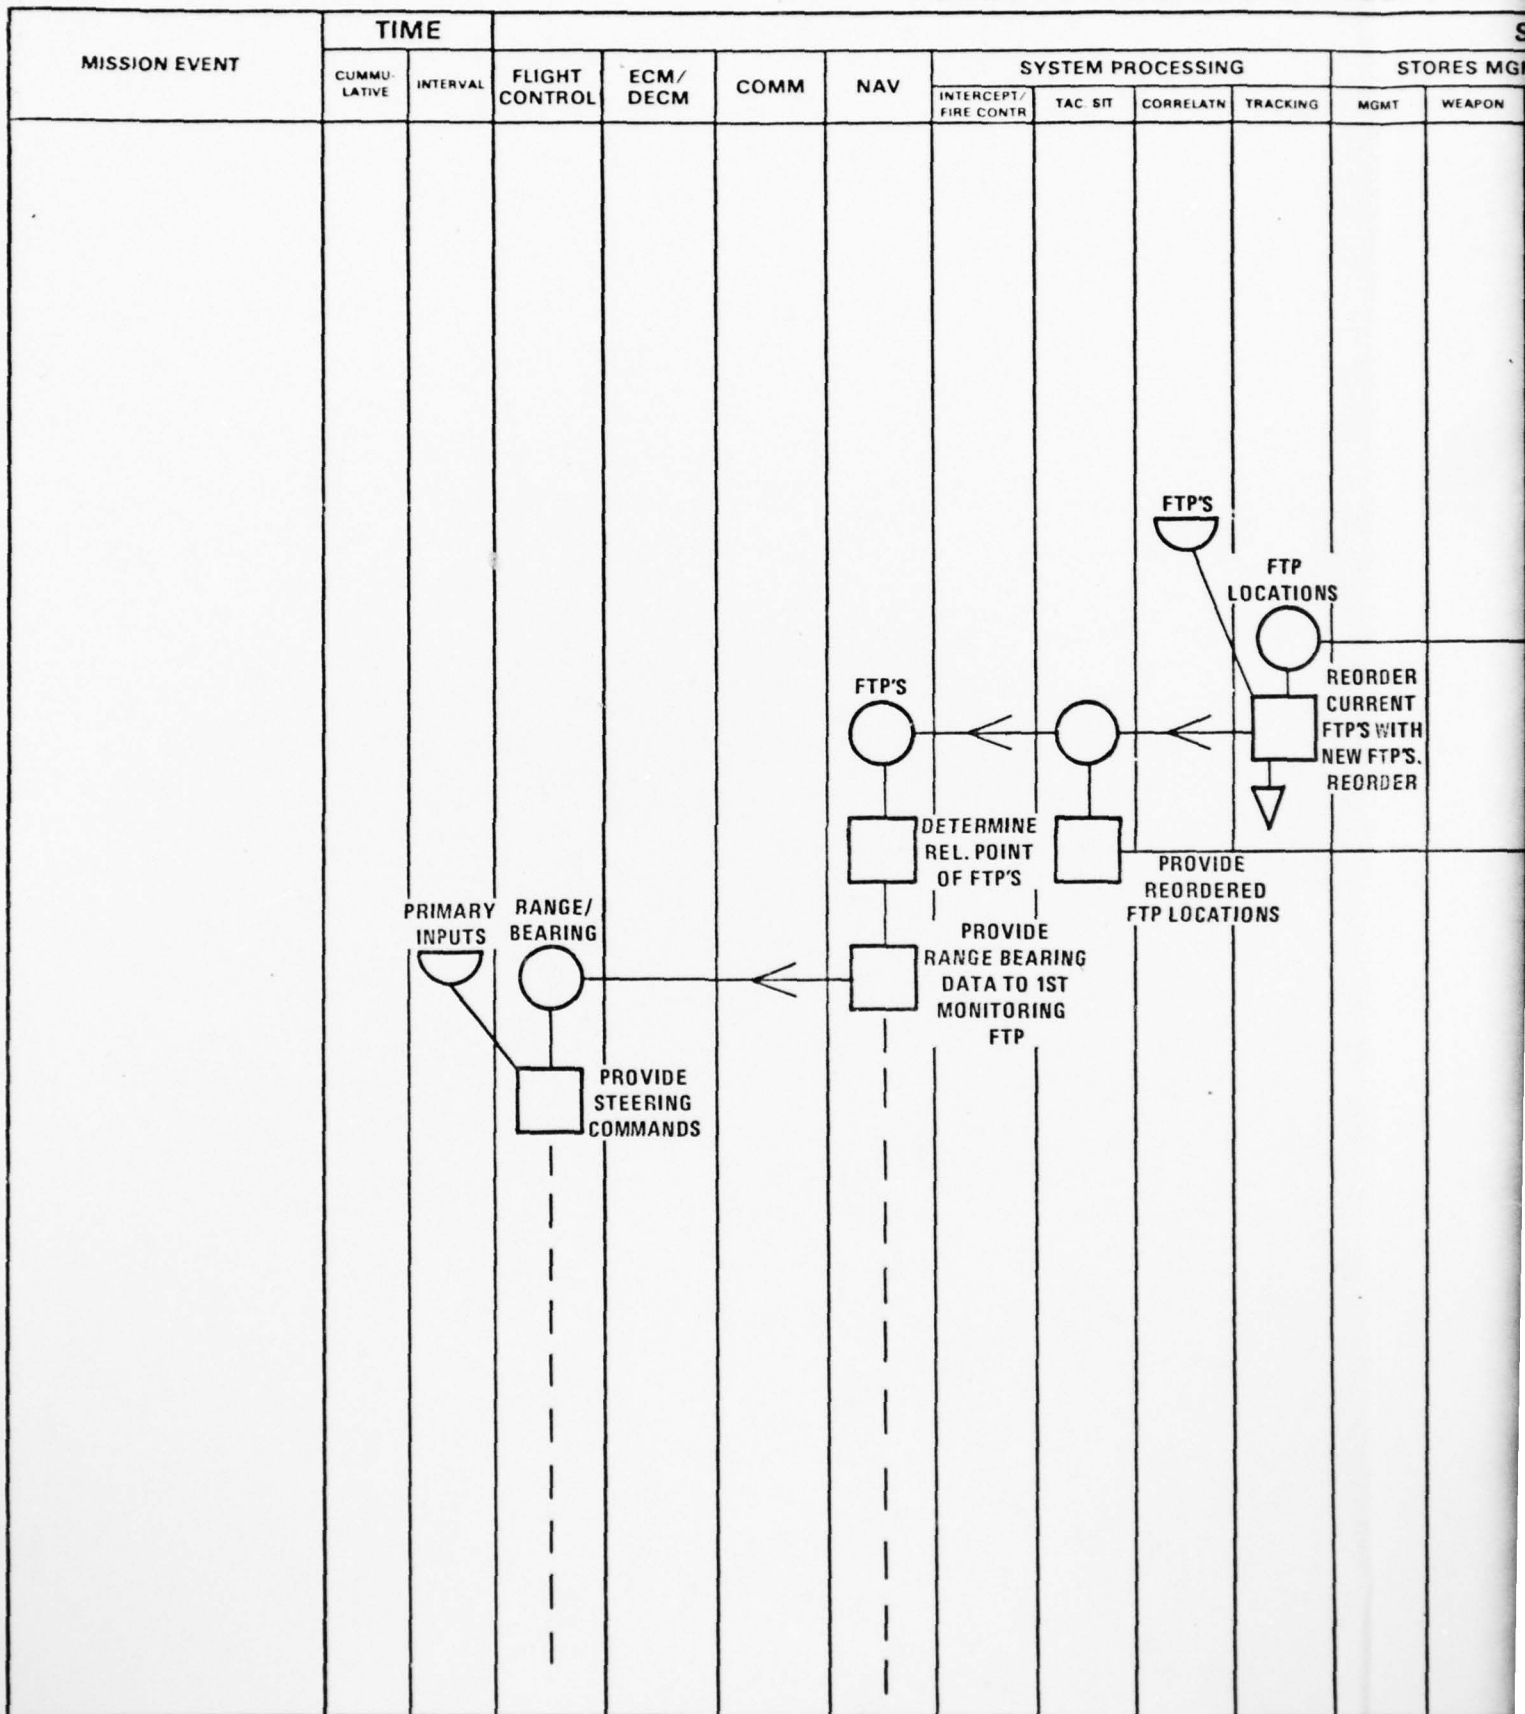 TIME
S
MISSION EVENT
CUMMU-
LATIVE
INTERVAL
FLIGHT
CONTROL
ECM/
DECM
COMM
NAV
SYSTEM PROCESSING
INTERCEPT/
FIRE CONTR
TAC. SIT
CORRELATN
TRACKING
STORES MG
MGMT
WEAPON
FTP'S
FTP
LOCATIONS
REORDER
CURRENT
FTP'S WITH
NEW FTP'S.
REORDER
FTP'S
DETERMINE
REL. POINT
OF FTP'S
PROVIDE
REORDERED
FTP LOCATIONS
PRIMARY
INPUTS
RANGE/
BEARING
PROVIDE
RANGE BEARING
DATA TO 1ST
MONITORING
FTP
PROVIDE
STEERING
COMMANDS